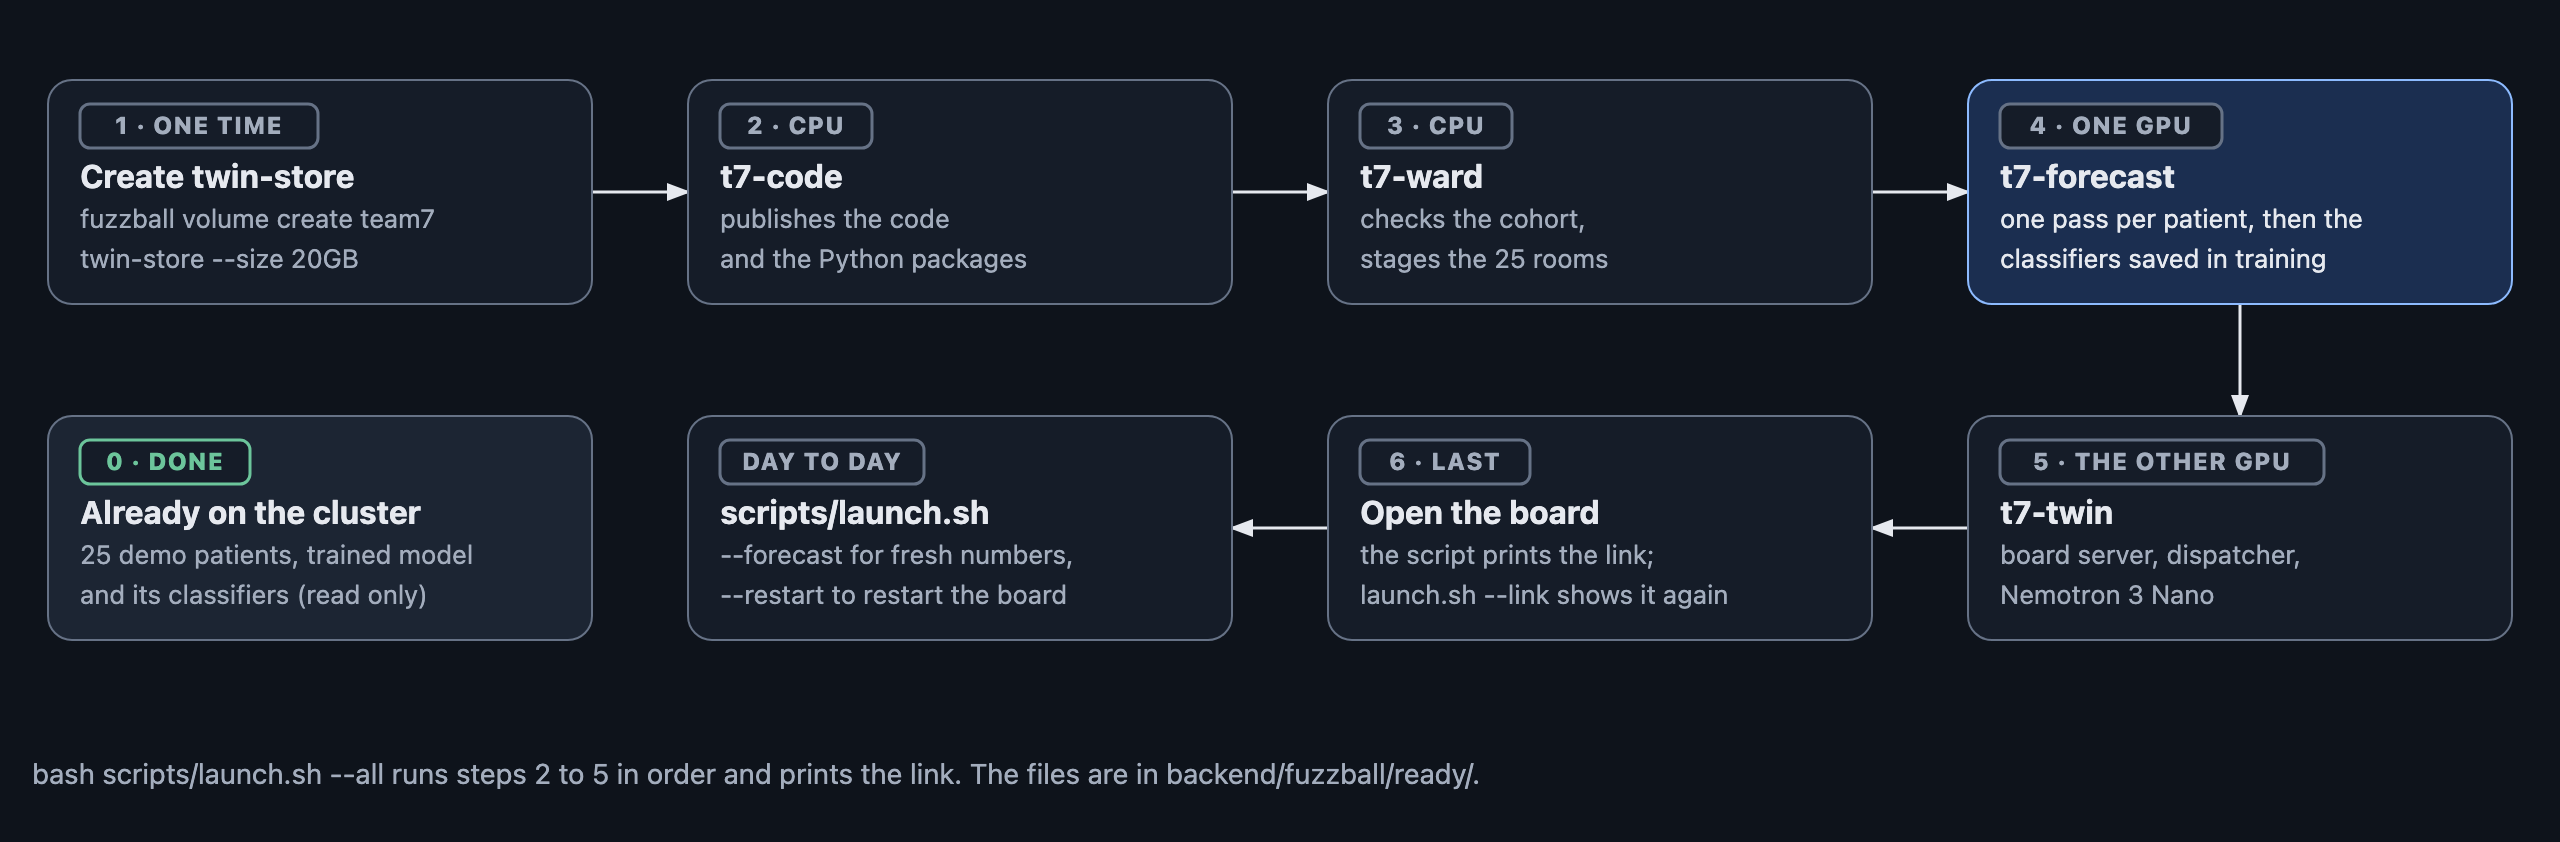 1 · ONE TIME
Create twin-store
fuzzball volume create team7
twin-store --size 20GB
2 · CPU
t7-code
publishes the code
and the Python packages
3 · CPU
t7-ward
checks the cohort,
stages the 25 rooms
4 · ONE GPU
t7-forecast
one pass per patient, then the
classifiers saved in training
0 · DONE
Already on the cluster
25 demo patients, trained model
and its classifiers (read only)
DAY TO DAY
scripts/launch.sh
--forecast for fresh numbers,
--restart to restart the board
6 · LAST
Open the board
the script prints the link;
launch.sh --link shows it again
5 · THE OTHER GPU
t7-twin
board server, dispatcher,
Nemotron 3 Nano
bash scripts/launch.sh --all runs steps 2 to 5 in order and prints the link. The files are in backend/fuzzball/ready/.